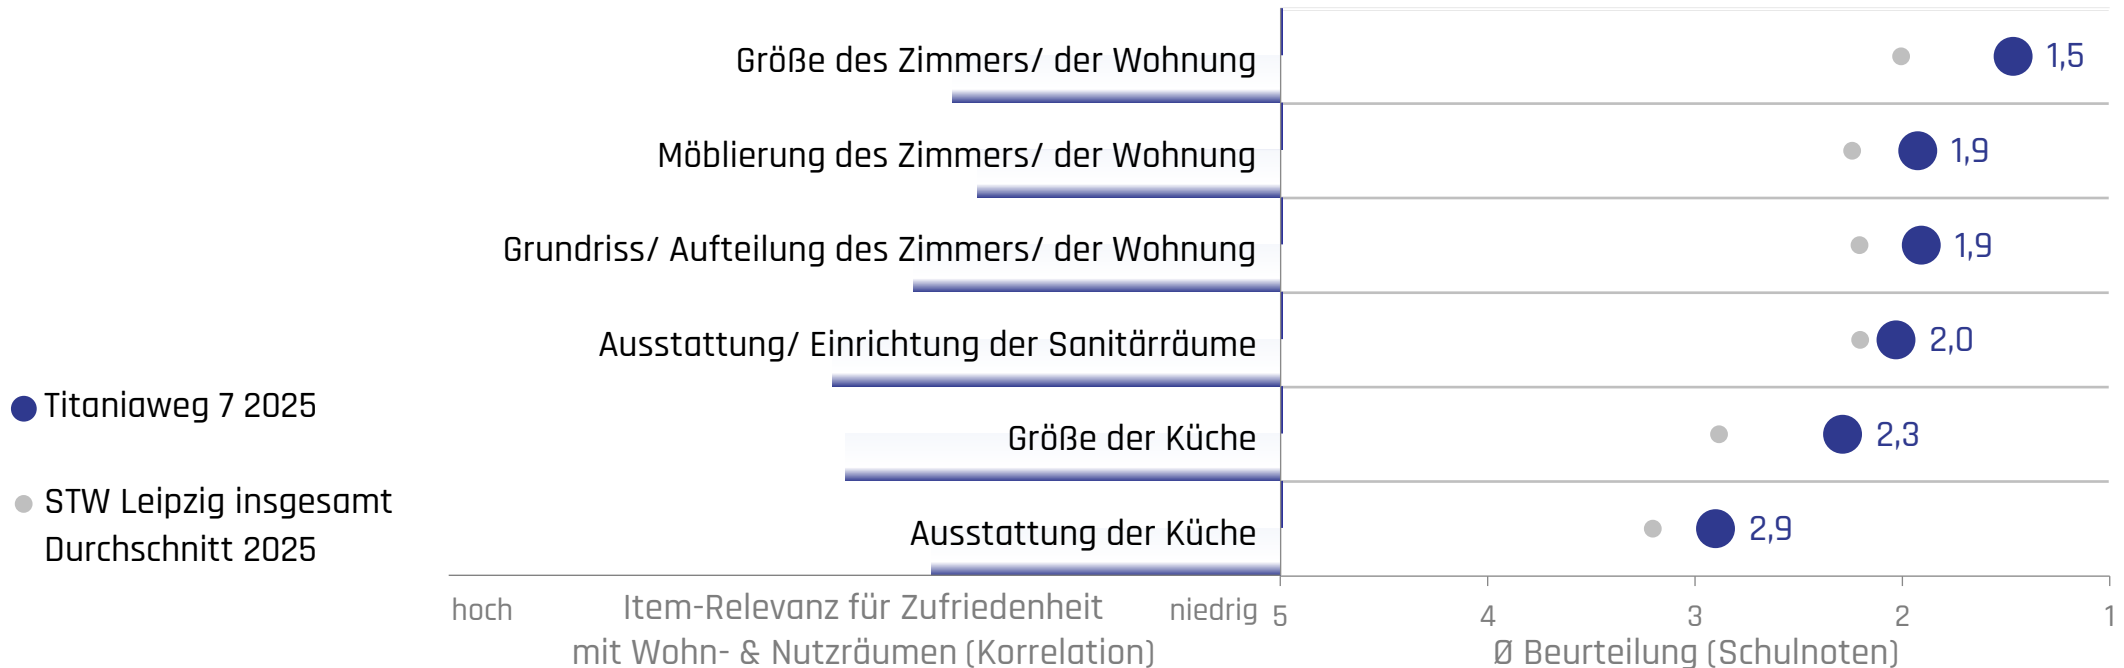 Größe des Zimmers/ der Wohnung
1,5
Möblierung des Zimmers/ der Wohnung
1,9
Grundriss/ Aufteilung des Zimmers/ der Wohnung
1,9
Ausstattung/ Einrichtung der Sanitärräume
2,0
Größe der Küche
2,3
Ausstattung der Küche
2,9
Titaniaweg 7 2025
STW Leipzig insgesamt
Durchschnitt 2025
hoch
Item-Relevanz für Zufriedenheit
mit Wohn- & Nutzräumen (Korrelation)
niedrig
5 4 3 2 1
Ø Beurteilung (Schulnoten)